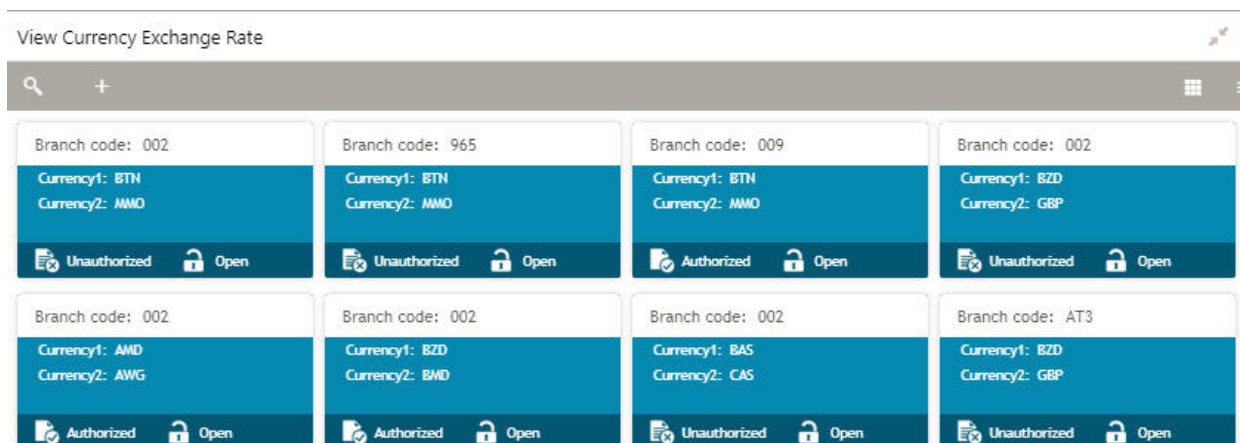 View Currency Exchange Rate
Branch code: 002
Currency1: BTN
Currency2: MMO
Unauthorized Open
Branch code: 965
Currency1: BTN
Currency2: MMO
Unauthorized Open
Branch code: 009
Currency1: BTN
Currency2: MMO
Authorized Open
Branch code: 002
Currency1: BZD
Currency2: GBP
Unauthorized Open
Branch code: 002
Currency1: AMD
Currency2: AWG
Authorized Open
Branch code: 002
Currency1: BZD
Currency2: BMD
Authorized Open
Branch code: 002
Currency1: BAS
Currency2: CAS
Unauthorized Open
Branch code: AT3
Currency1: BZD
Currency2: GBP
Unauthorized Open